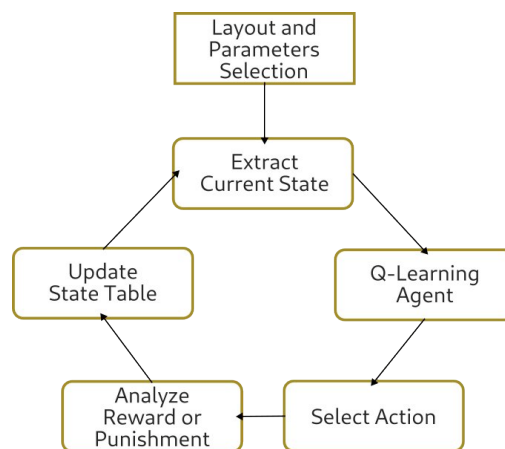 Layout and
Parameters
Selection
Extract
Current State
Update
State Table
Q-Learning
Agent
Analyze
Reward or
Punishment
Select Action